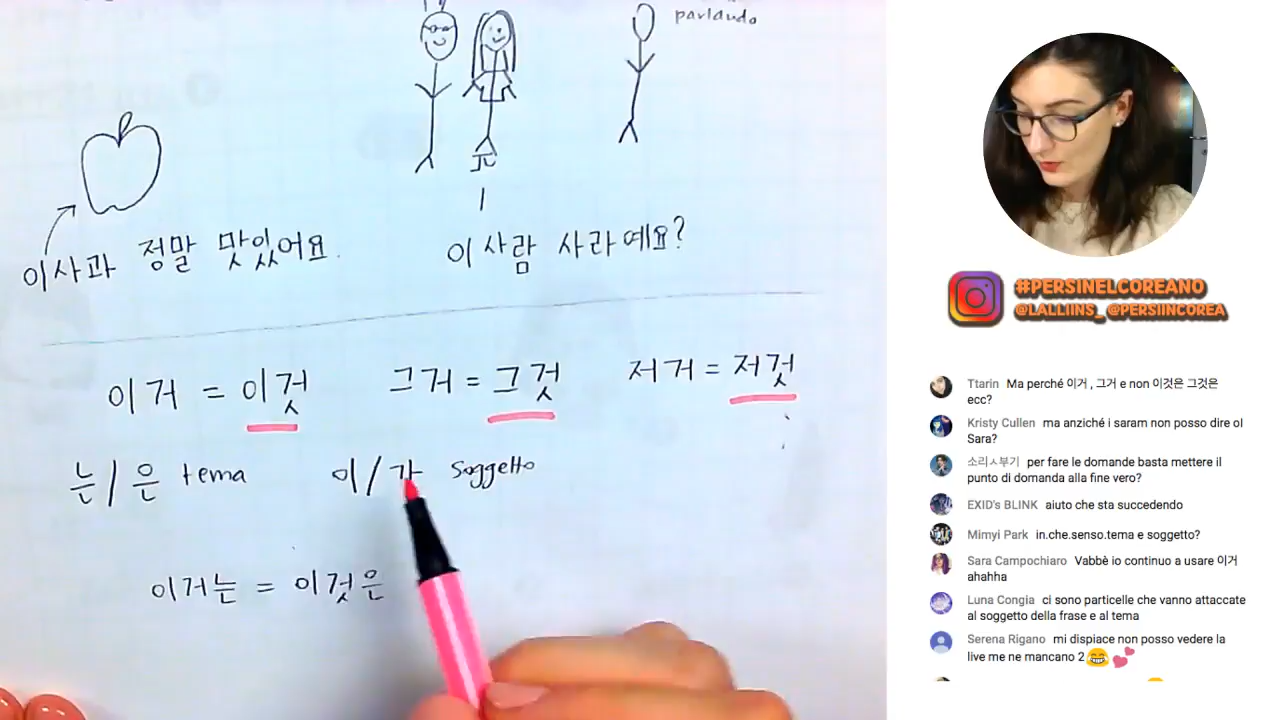 parlando
이사과 정말 맛있어요.
이 사람 사라예요?
이거 = 이것
그거 = 그것
저거 = 저것
는/은 tema
이/가 soggetto
이거는 = 이것은
#PERSINELCOREANO
@LALLIINS_ @PERSIINCOREA
Ttarin Ma perché 이거 , 그거 e non 이것은 그것은
ecc?
Kristy Cullen ma anziché i saram non posso dire ol
Sara?
소리ㅅ부기 per fare le domande basta mettere il
punto di domanda alla fine vero?
EXID's BLINK aiuto che sta succedendo
Mimyi Park in.che.senso.tema e soggetto?
Sara Campochiaro Vabbè io continuo a usare 이거
ahahha
Luna Congia ci sono particelle che vanno attaccate
al soggetto della frase e al tema
Serena Rigano mi dispiace non posso vedere la
live me ne mancano 2😂💕